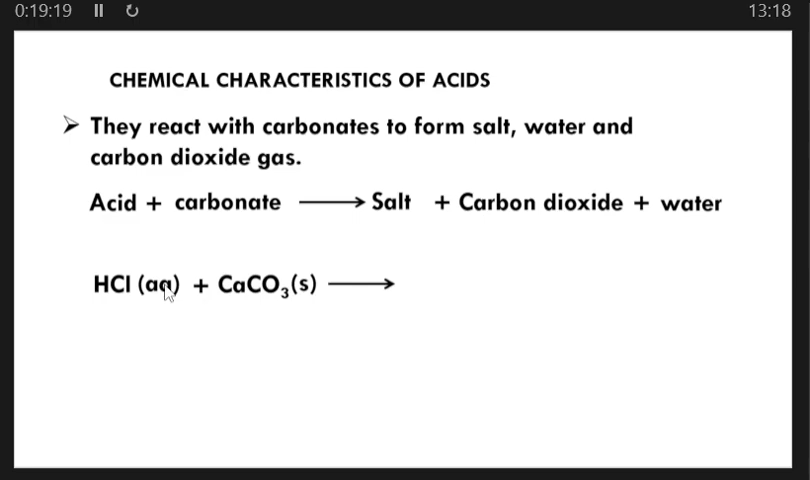 0:19:19
13:18
CHEMICAL CHARACTERISTICS OF ACIDS
➢ They react with carbonates to form salt, water and
carbon dioxide gas.
Acid + carbonate ⟶ Salt + Carbon dioxide + water
HCl (aq) + CaCO₃(s) ⟶